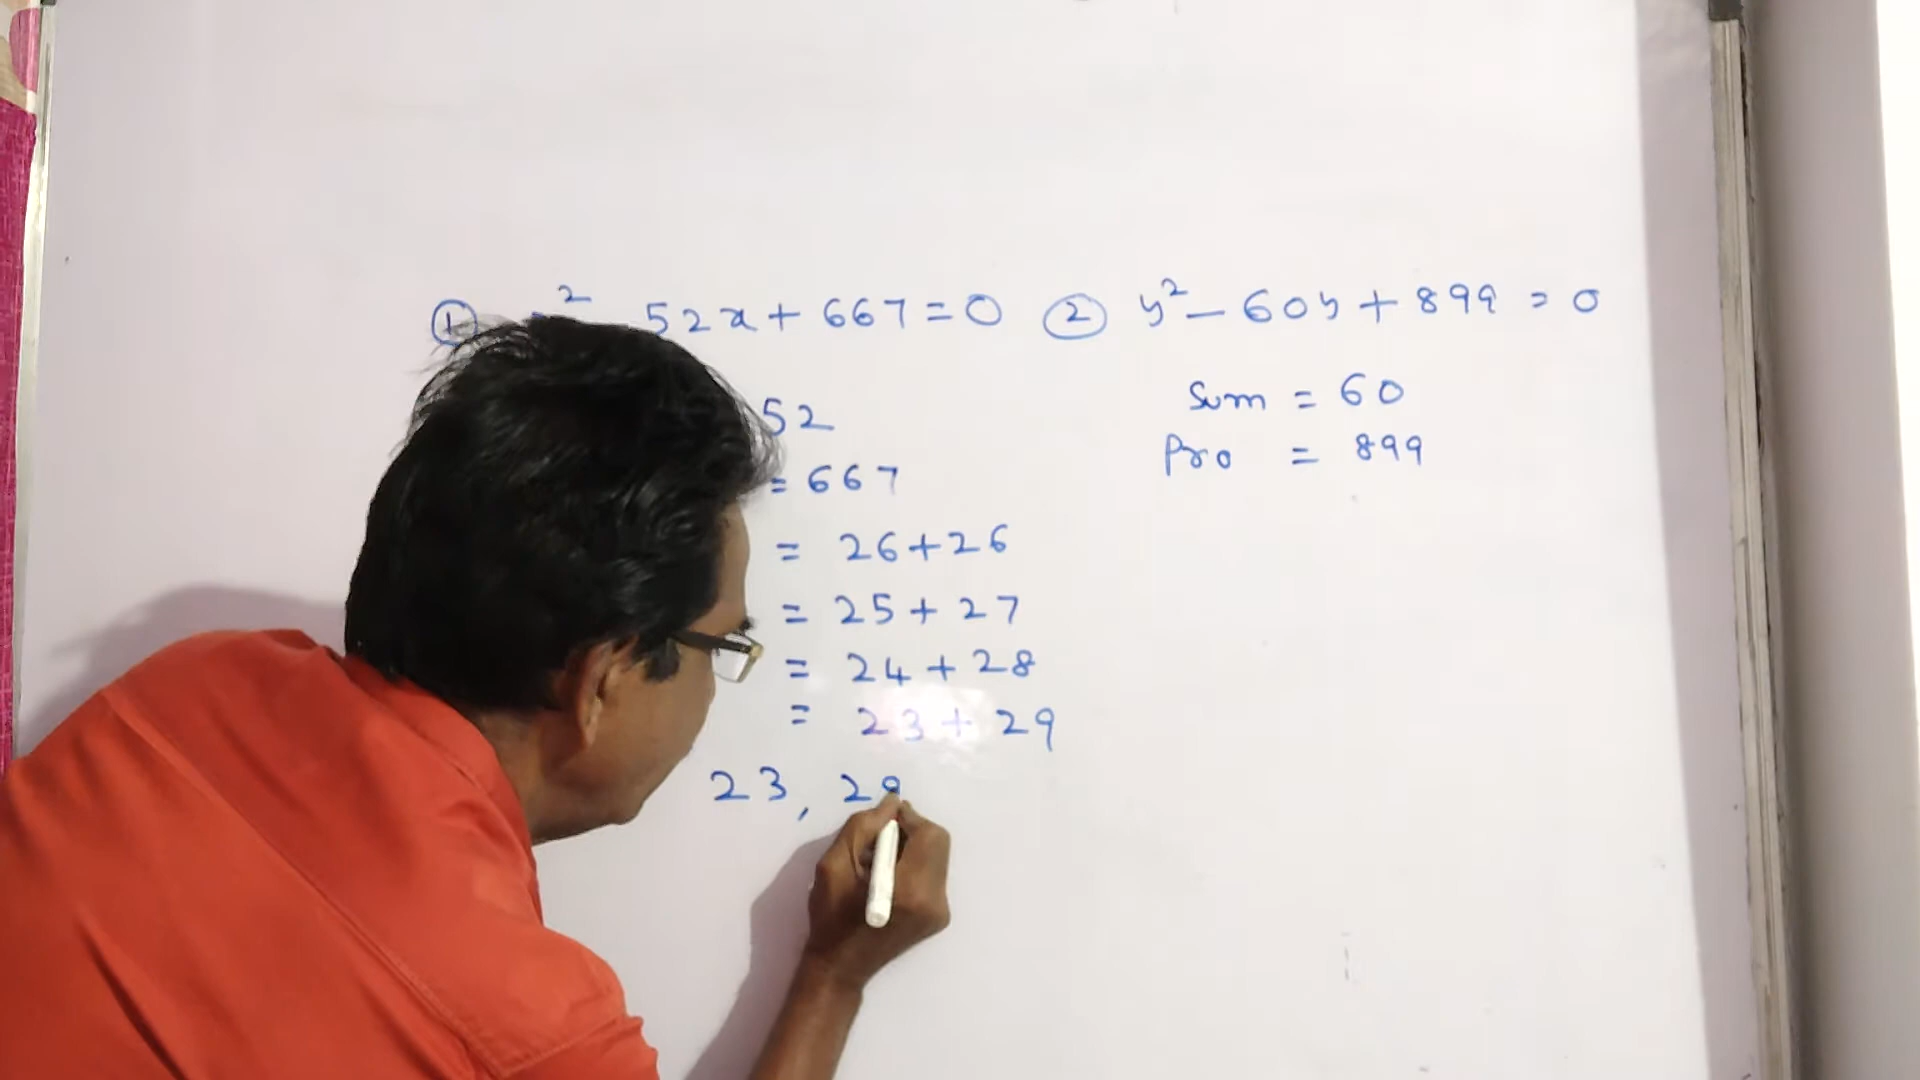 ① 2 52x + 667 = 0 ② y² - 60y + 899 = 0
52
= 667
= 26 + 26
= 25 + 27
= 24 + 28
= 23 + 29
23, 29
Sum = 60
Pro = 899